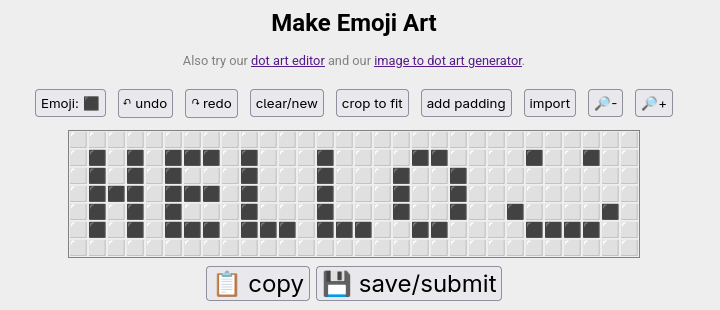 Make Emoji Art
Also try our dot art editor and our image to dot art generator.
Emoji: ⬛ ↶ undo ↷ redo clear/new crop to fit add padding import 🔎- 🔎+
HELLO
📋 copy 💾 save/submit